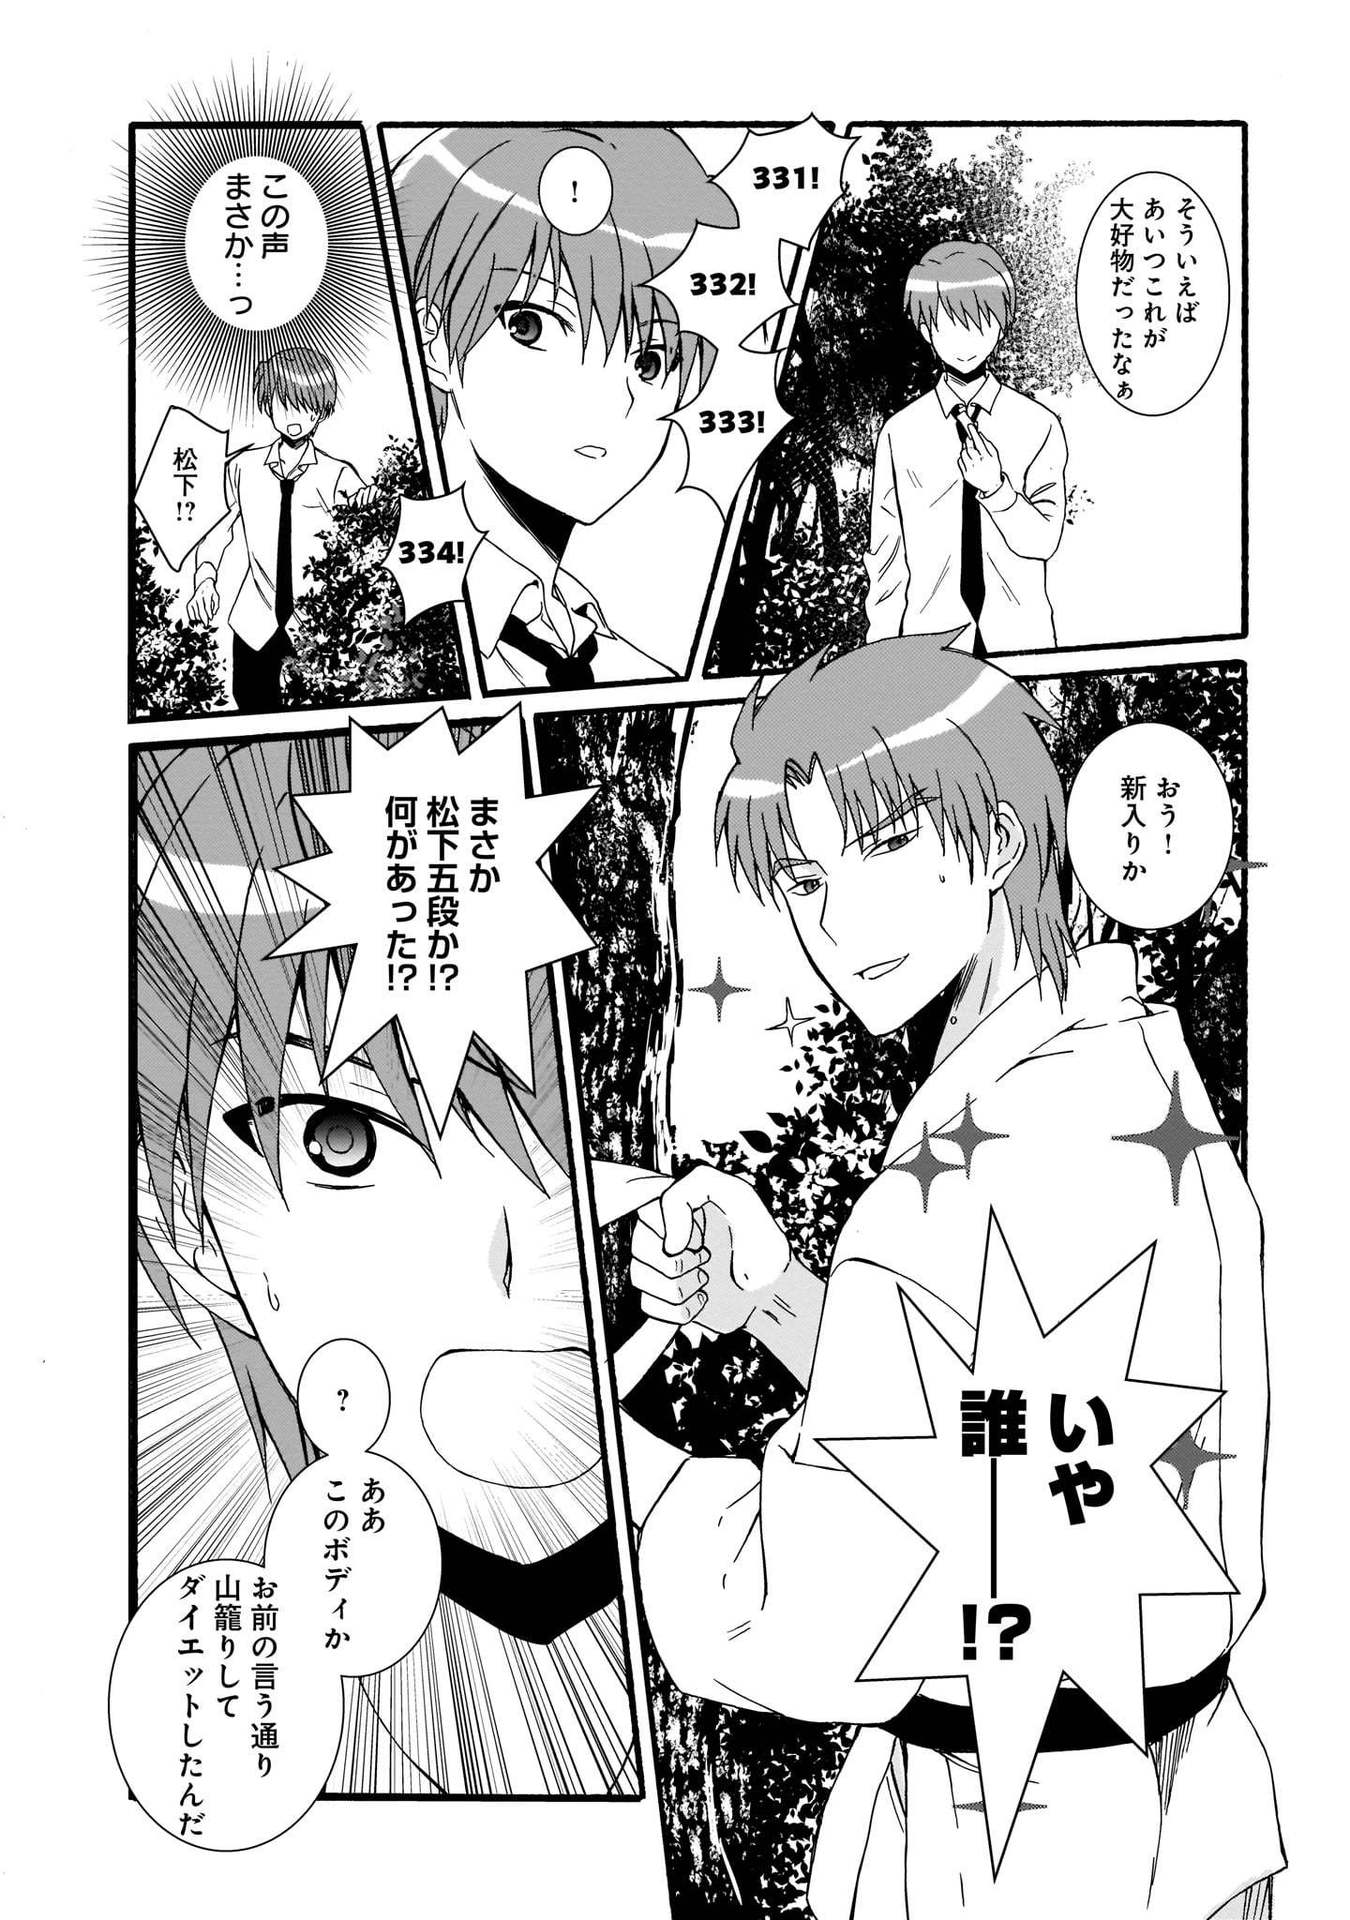 そういえば
あいつこれが
大好物だったなぁ
331!
332!
333!
!
この声
まさか…っ
松下!?
334!
おう!
新入りか
いや
誰――!?
まさか
松下五段か!?
何があった!?
?
ああ
このボディか
お前の言う通り
山籠りして
ダイエットしたんだ